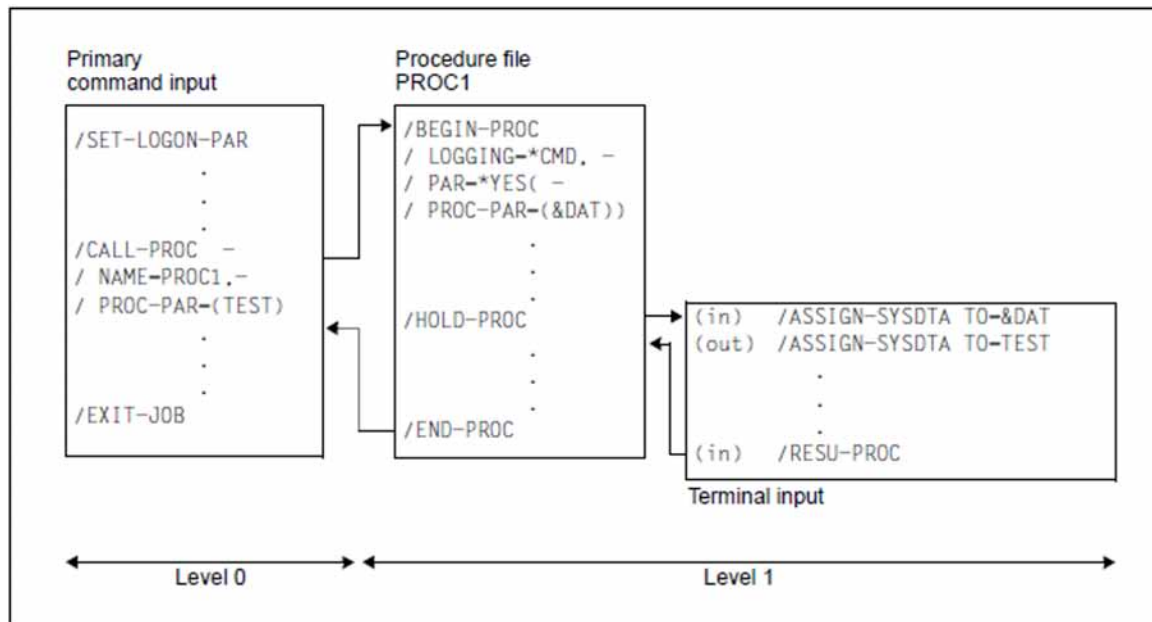 Primary
command input
/SET-LOGON-PAR
.
.
.
/CALL-PROC -
/ NAME=PROC1,-
/ PROC-PAR=(TEST)
.
.
.
/EXIT-JOB
Procedure file
PROC1
/BEGIN-PROC
/ LOGGING=*CMD, -
/ PAR=*YES( -
/ PROC-PAR=(&DAT))
.
.
.
/HOLD-PROC
.
.
.
/END-PROC
(in) /ASSIGN-SYSDTA TO=&DAT
(out) /ASSIGN-SYSDTA TO=TEST
.
.
.
(in) /RESU-PROC
Terminal input
Level 0
Level 1